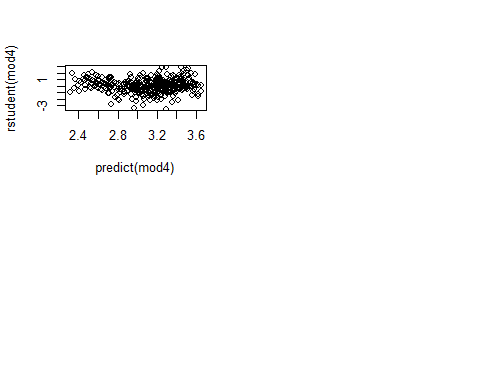 rstudent(mod4)
1
-3
2.4 2.8 3.2 3.6
predict(mod4)